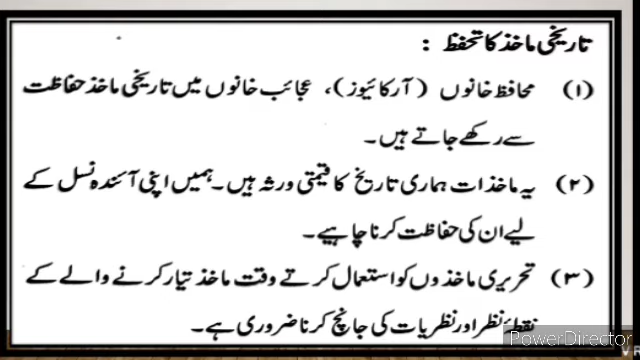 تاریخی ماخذ کا تحفظ :
(۱) محافظ خانوں (آرکائیوز)، عجائب خانوں میں تاریخی ماخذ حفاظت
سے رکھے جاتے ہیں۔
(۲) یہ ماخذات ہماری تاریخ کا قیمتی ورثہ ہیں۔ ہمیں اپنی آئندہ نسل کے
لیے ان کی حفاظت کرنا چاہیے۔
(۳) تحریری ماخذوں کو استعمال کرتے وقت ماخذ تیار کرنے والے کے
نقطۂ نظر اور نظریات کی جانچ کرنا ضروری ہے۔
PowerDirector